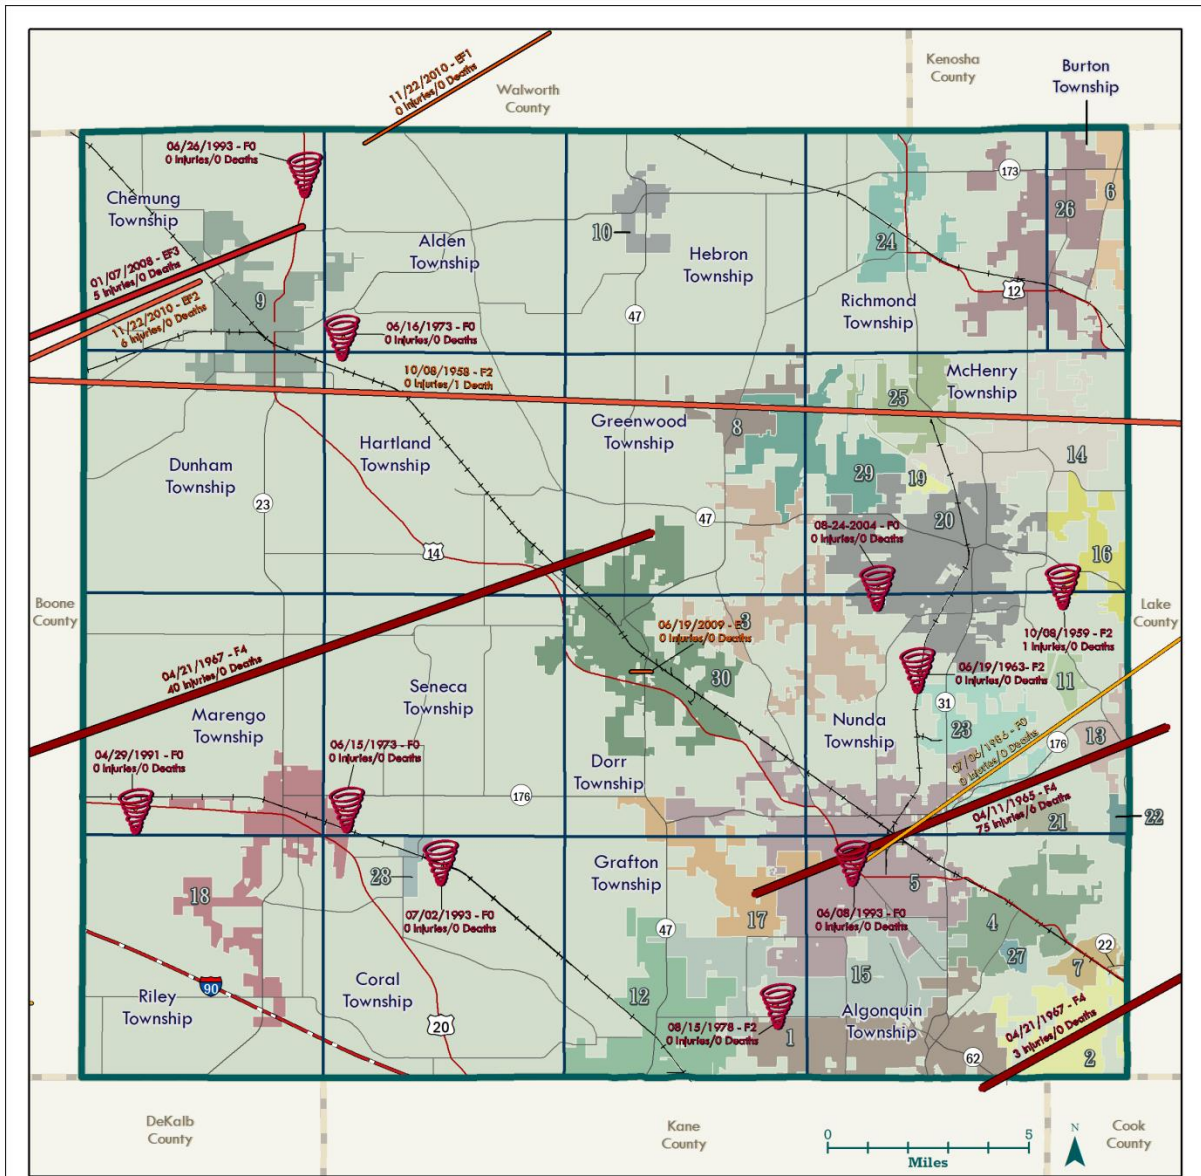 Kenosha
County
Burton
Township
Walworth
County
11/22/2010 - EF1
0 Injuries/0 Deaths
06/26/1993 - F0
0 Injuries/0 Deaths
173
6
26
Chemung
Township
10
24
Alden
Township
Hebron
Township
01/07/2008 - EF3
5 Injuries/0 Deaths
11/22/2010 - EF2
6 Injuries/0 Deaths
9
12
Richmond
Township
47
06/16/1973 - F0
0 Injuries/0 Deaths
10/08/1958 - F2
0 Injuries/1 Death
McHenry
Township
25
8
Greenwood
Township
Hartland
Township
Dunham
Township
14
29
19
23
47
20
08-24-2004 - F0
0 Injuries/0 Deaths
14
16
Boone
County
Lake
County
3
06/19/2009 -
0 Injuries/0 Deaths
10/08/1959 - F2
1 Injuries/0 Deaths
04/21/1967 - F4
40 Injuries/0 Deaths
06/19/1963-F2
0 Injuries/0 Deaths
30
11
Seneca
Township
31
23
Marengo
Township
Nunda
Township
07/06/1986 - F0
0 Injuries/0 Deaths
176
13
04/29/1991 - F0
0 Injuries/0 Deaths
06/15/1973 - F0
0 Injuries/0 Deaths
Dorr
Township
176
04/11/1965 - F4
75 Injuries/6 Deaths
21
22
Grafton
Township
28
18
5
07/02/1993 - F0
0 Injuries/0 Deaths
17
06/08/1993 - F0
0 Injuries/0 Deaths
4
47
22
27
7
15
Coral
Township
90
Riley
Township
12
20
08/15/1978 - F2
0 Injuries/0 Deaths
1
Algonquin
Township
04/21/1967 - F4
3 Injuries/0 Deaths
62
2
DeKalb
County
Kane
County
Cook
County
0
5
Miles
N